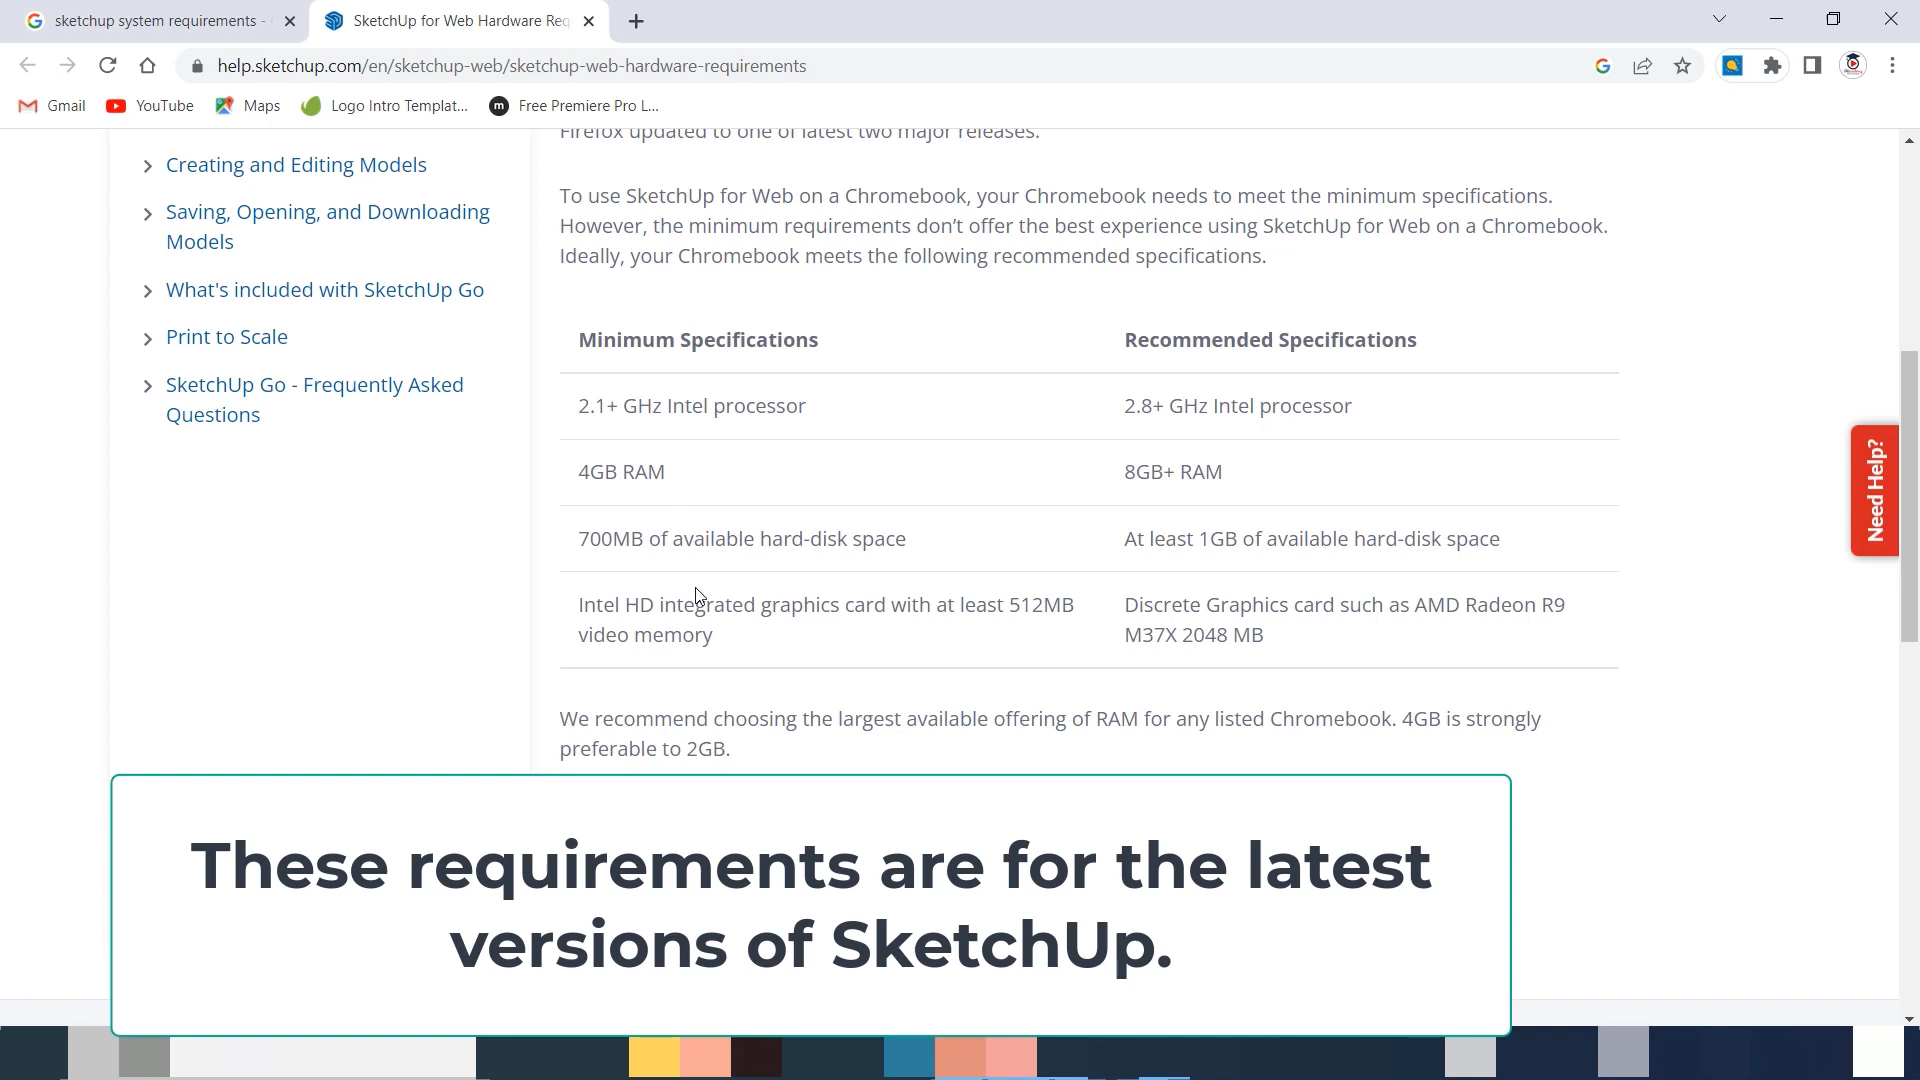 sketchup system requirements -
SketchUp for Web Hardware Req
help.sketchup.com/en/sketchup-web/sketchup-web-hardware-requirements
Gmail
YouTube
Maps
Logo Intro Templat...
Free Premiere Pro L...
Creating and Editing Models
Saving, Opening, and Downloading
Models
What's included with SketchUp Go
Print to Scale
SketchUp Go - Frequently Asked
Questions
Firefox updated to one of latest two major releases.
To use SketchUp for Web on a Chromebook, your Chromebook needs to meet the minimum specifications.
However, the minimum requirements don’t offer the best experience using SketchUp for Web on a Chromebook.
Ideally, your Chromebook meets the following recommended specifications.
Minimum Specifications Recommended Specifications
2.1+ GHz Intel processor 2.8+ GHz Intel processor
4GB RAM 8GB+ RAM
700MB of available hard-disk space At least 1GB of available hard-disk space
Intel HD integrated graphics card with at least 512MB Discrete Graphics card such as AMD Radeon R9
video memory M37X 2048 MB
We recommend choosing the largest available offering of RAM for any listed Chromebook. 4GB is strongly
preferable to 2GB.
Need Help?
These requirements are for the latest
versions of SketchUp.